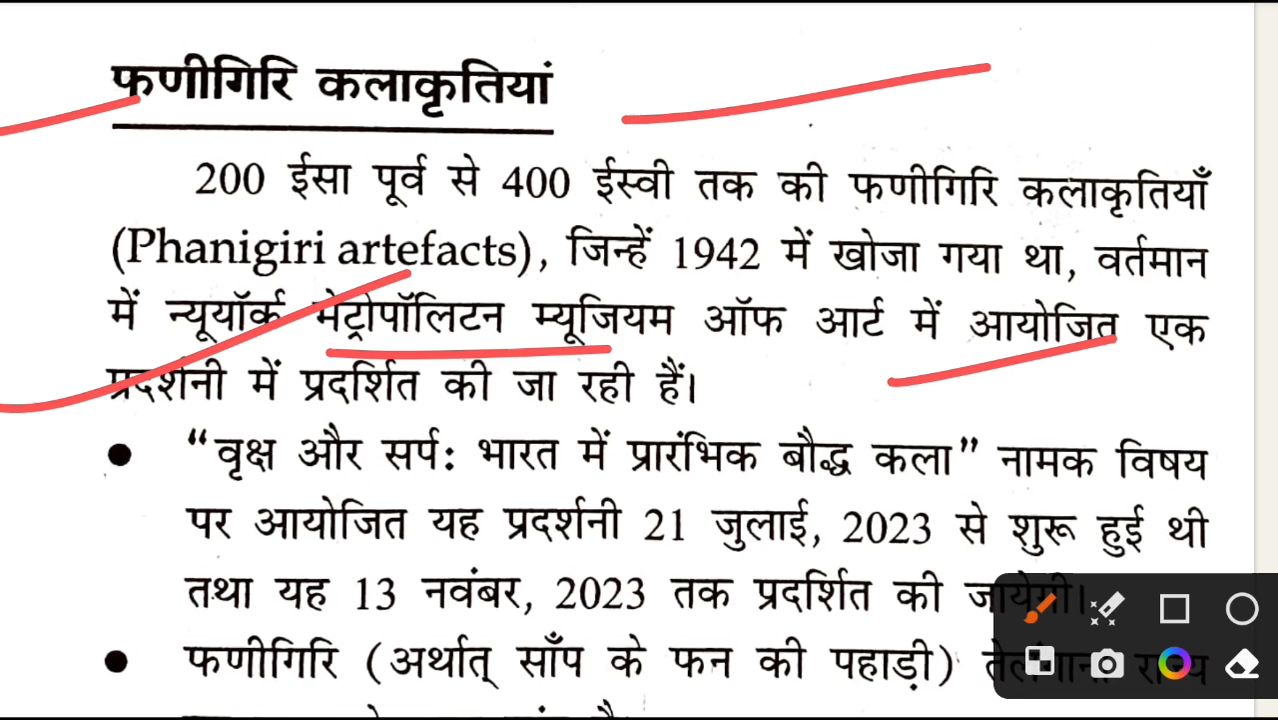 फणीगिरि कलाकृतियां
200 ईसा पूर्व से 400 ईस्वी तक की फणीगिरि कलाकृतियाँ
(Phanigiri artefacts), जिन्हें 1942 में खोजा गया था, वर्तमान
में न्यूयॉर्क मेट्रोपॉलिटन म्यूजियम ऑफ आर्ट में आयोजित एक
प्रदर्शनी में प्रदर्शित की जा रही हैं।
● “वृक्ष और सर्प: भारत में प्रारंभिक बौद्ध कला” नामक विषय
पर आयोजित यह प्रदर्शनी 21 जुलाई, 2023 से शुरू हुई थी
तथा यह 13 नवंबर, 2023 तक प्रदर्शित की जायेगी।
● फणीगिरि (अर्थात् साँप के फन की पहाड़ी) तेलंगाना राज्य